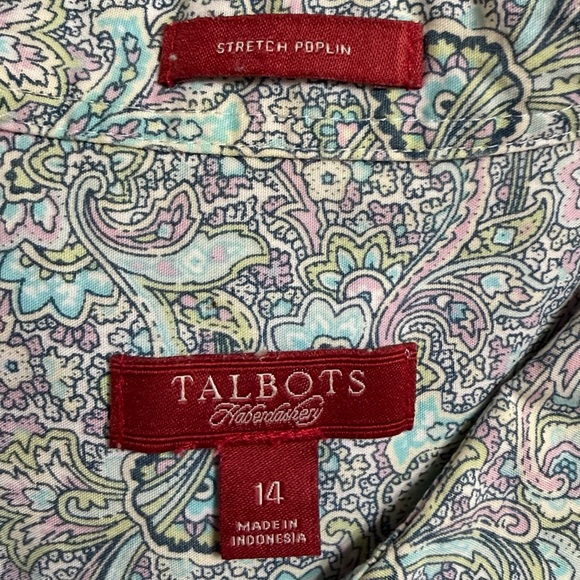 STRETCH POPLIN
TALBOTS
Haberdashery
14
MADE IN
INDONESIA